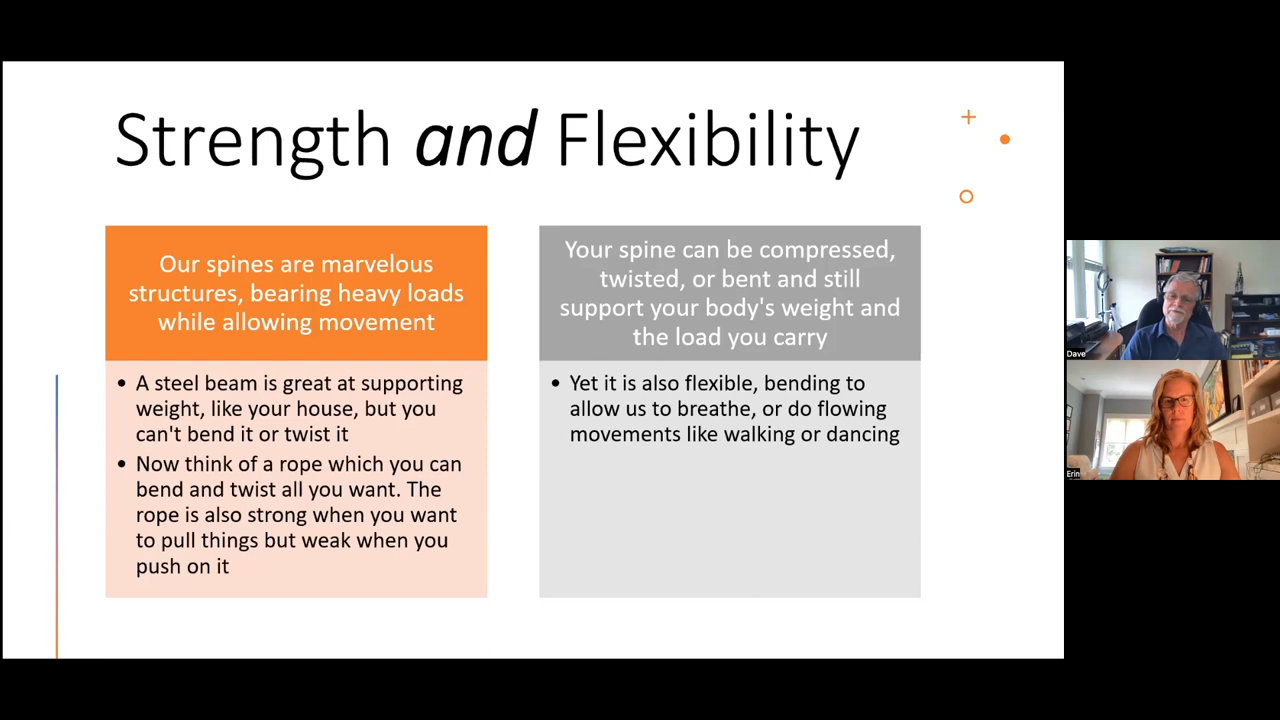 Strength and Flexibility
Our spines are marvelous
structures, bearing heavy loads
while allowing movement
• A steel beam is great at supporting
weight, like your house, but you
can't bend it or twist it
• Now think of a rope which you can
bend and twist all you want. The
rope is also strong when you want
to pull things but weak when you
push on it
Your spine can be compressed,
twisted, or bent and still
support your body's weight and
the load you carry
• Yet it is also flexible, bending to
allow us to breathe, or do flowing
movements like walking or dancing
Dave
Erin